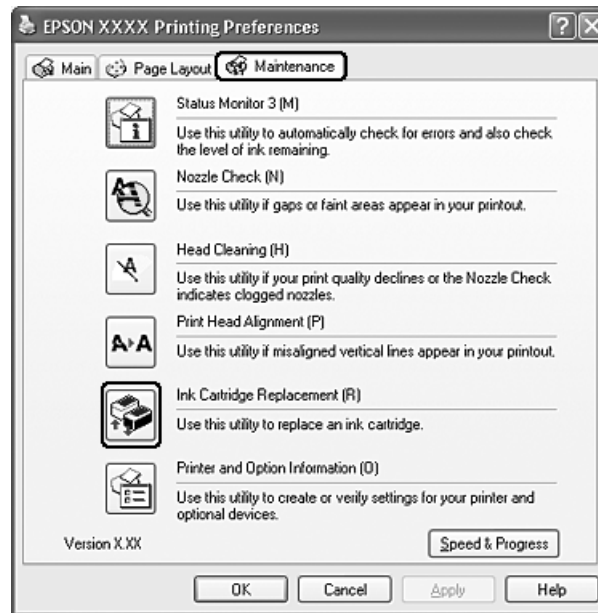 EPSON XXXX Printing Preferences
Main Page Layout Maintenance
Status Monitor 3 (M)
Use this utility to automatically check for errors and also check
the level of ink remaining.
Nozzle Check (N)
Use this utility if gaps or faint areas appear in your printout.
Head Cleaning (H)
Use this utility if your print quality declines or the Nozzle Check
indicates clogged nozzles.
Print Head Alignment (P)
Use this utility if misaligned vertical lines appear in your printout.
Ink Cartridge Replacement (R)
Use this utility to replace an ink cartridge.
Printer and Option Information (O)
Use this utility to create or verify settings for your printer and
optional devices.
Version X.XX
Speed & Progress
OK Cancel Apply Help